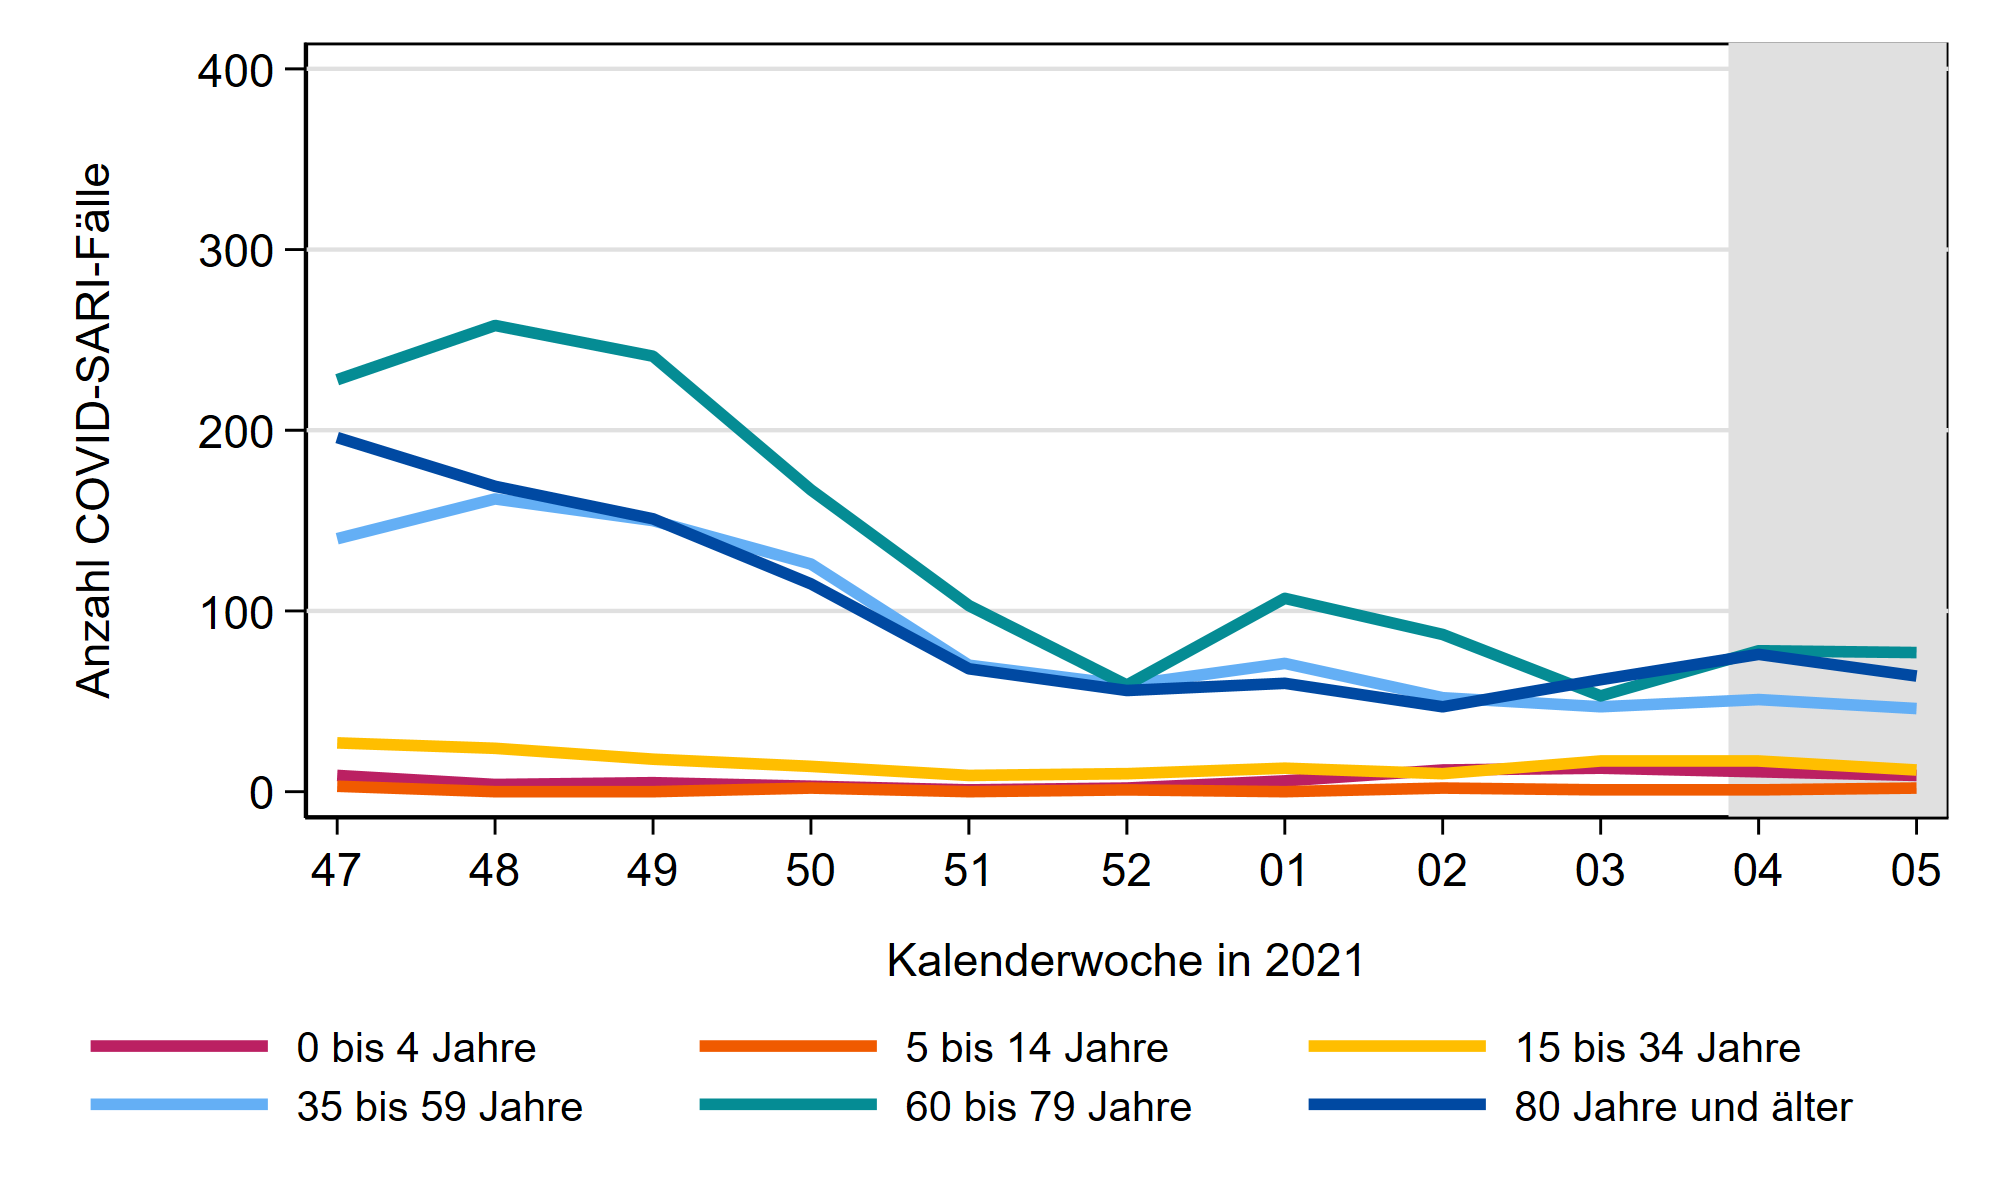 Anzahl COVID-SARI-Fälle
400
300
200
100
0
47 48 49 50 51 52 01 02 03 04 05
Kalenderwoche in 2021
0 bis 4 Jahre 5 bis 14 Jahre 15 bis 34 Jahre
35 bis 59 Jahre 60 bis 79 Jahre 80 Jahre und älter